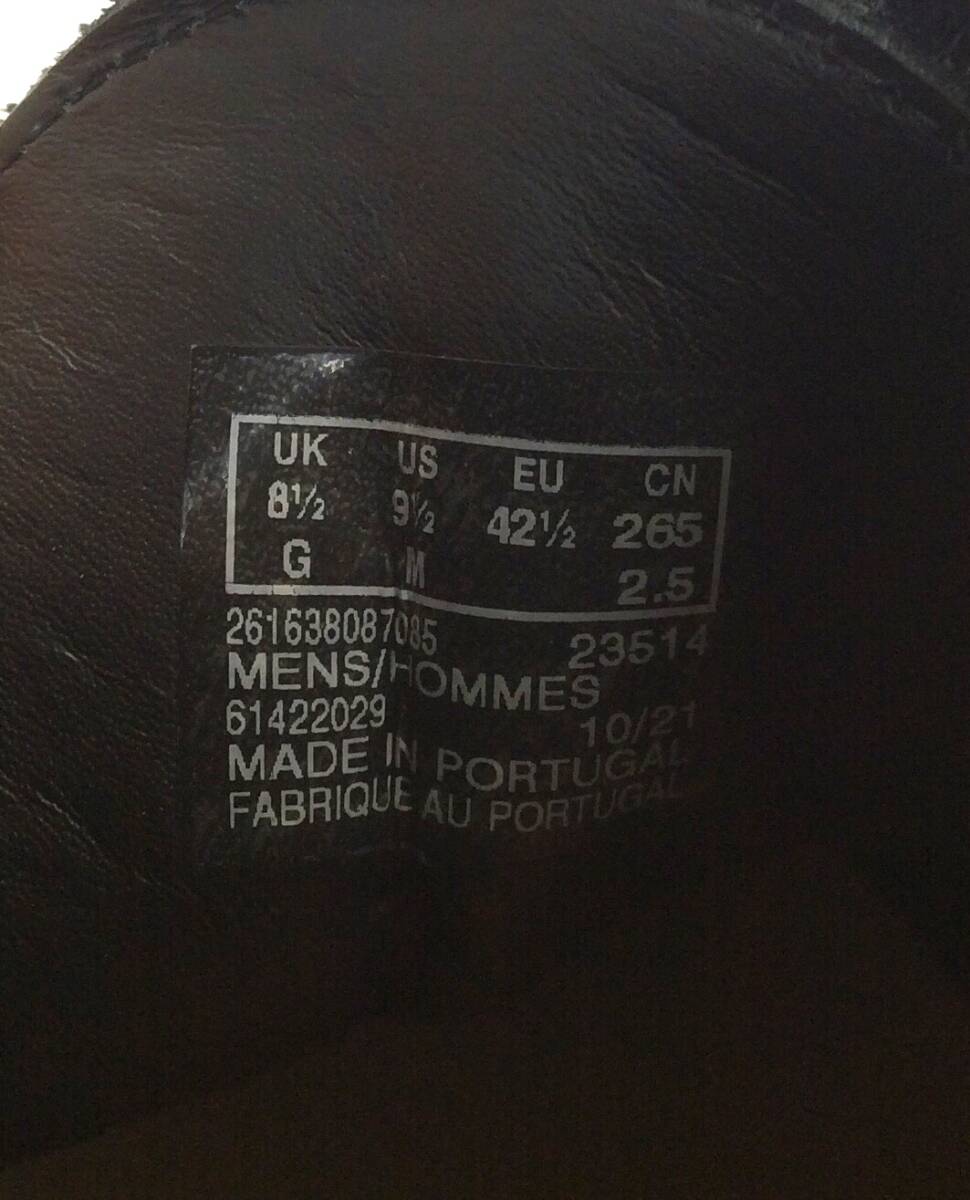 UK US EU CN
8½ 9½ 42½ 265
G M 2.5
261638087085 23514
MENS/HOMMES
61422029 10/21
MADE IN PORTUGAL
FABRIQUE AU PORTUGAL